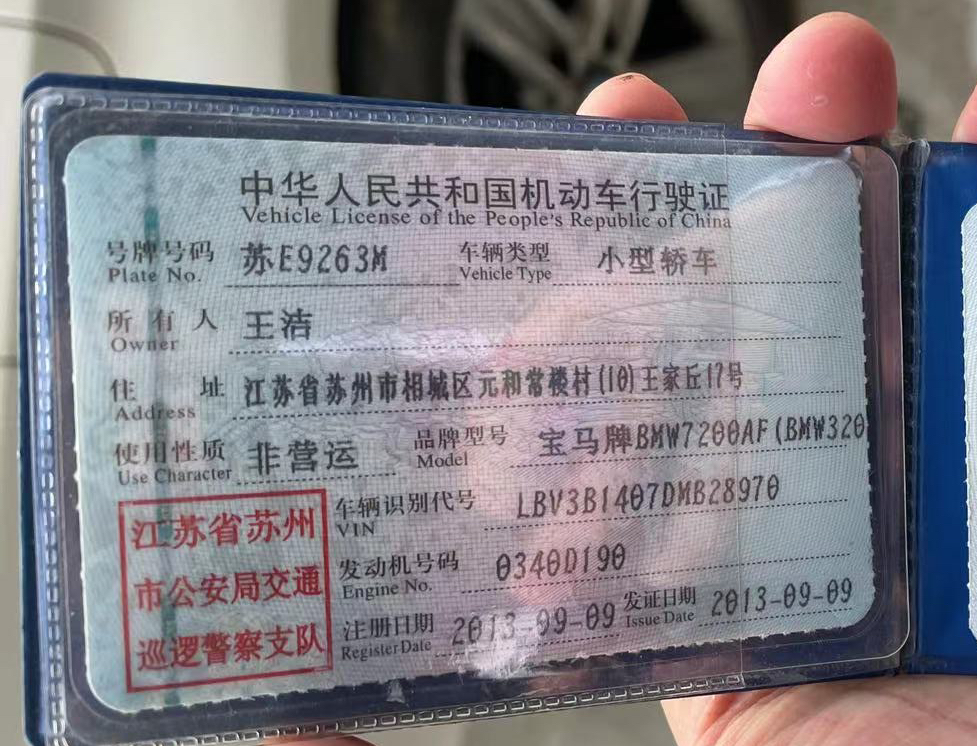 中华人民共和国机动车行驶证
Vehicle License of the People's Republic of China
号牌号码 苏E9263M 车辆类型 小型轿车
Plate No. Vehicle Type
所有人 王洁
Owner
住址 江苏省苏州市相城区元和常楼村(10)王家丘17号
Address
使用性质 非营运 品牌型号 宝马牌BMW7200AF(BMW320
Use Character Model
车辆识别代号 LBV3B1407DMB28970
VIN
发动机号码 0340D190
Engine No.
注册日期 2013-09-09 发证日期 2013-09-09
Register Date Issue Date
江苏省苏州
市公安局交通
巡逻警察支队